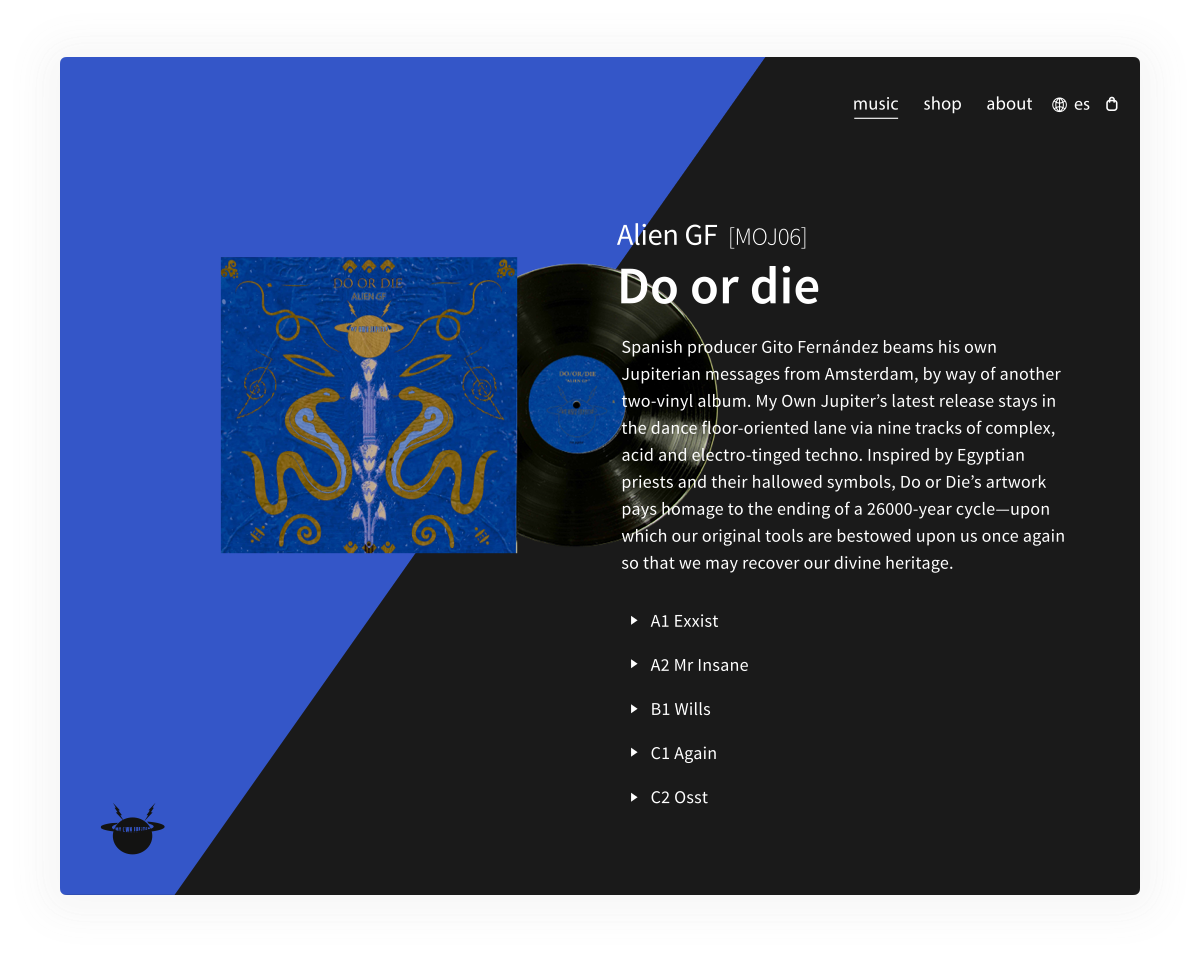 music shop about es
Alien GF [MOJ06]
Do or die
DO OR DIE
ALIEN GF
DO/OR/DIE
Spanish producer Gito Fernández beams his own
Jupiterian messages from Amsterdam, by way of another
two-vinyl album. My Own Jupiter’s latest release stays in
the dance floor-oriented lane via nine tracks of complex,
acid and electro-tinged techno. Inspired by Egyptian
priests and their hallowed symbols, Do or Die’s artwork
pays homage to the ending of a 26000-year cycle—upon
which our original tools are bestowed upon us once again
so that we may recover our divine heritage.
A1 Exxist
A2 Mr Insane
B1 Wills
C1 Again
C2 Osst